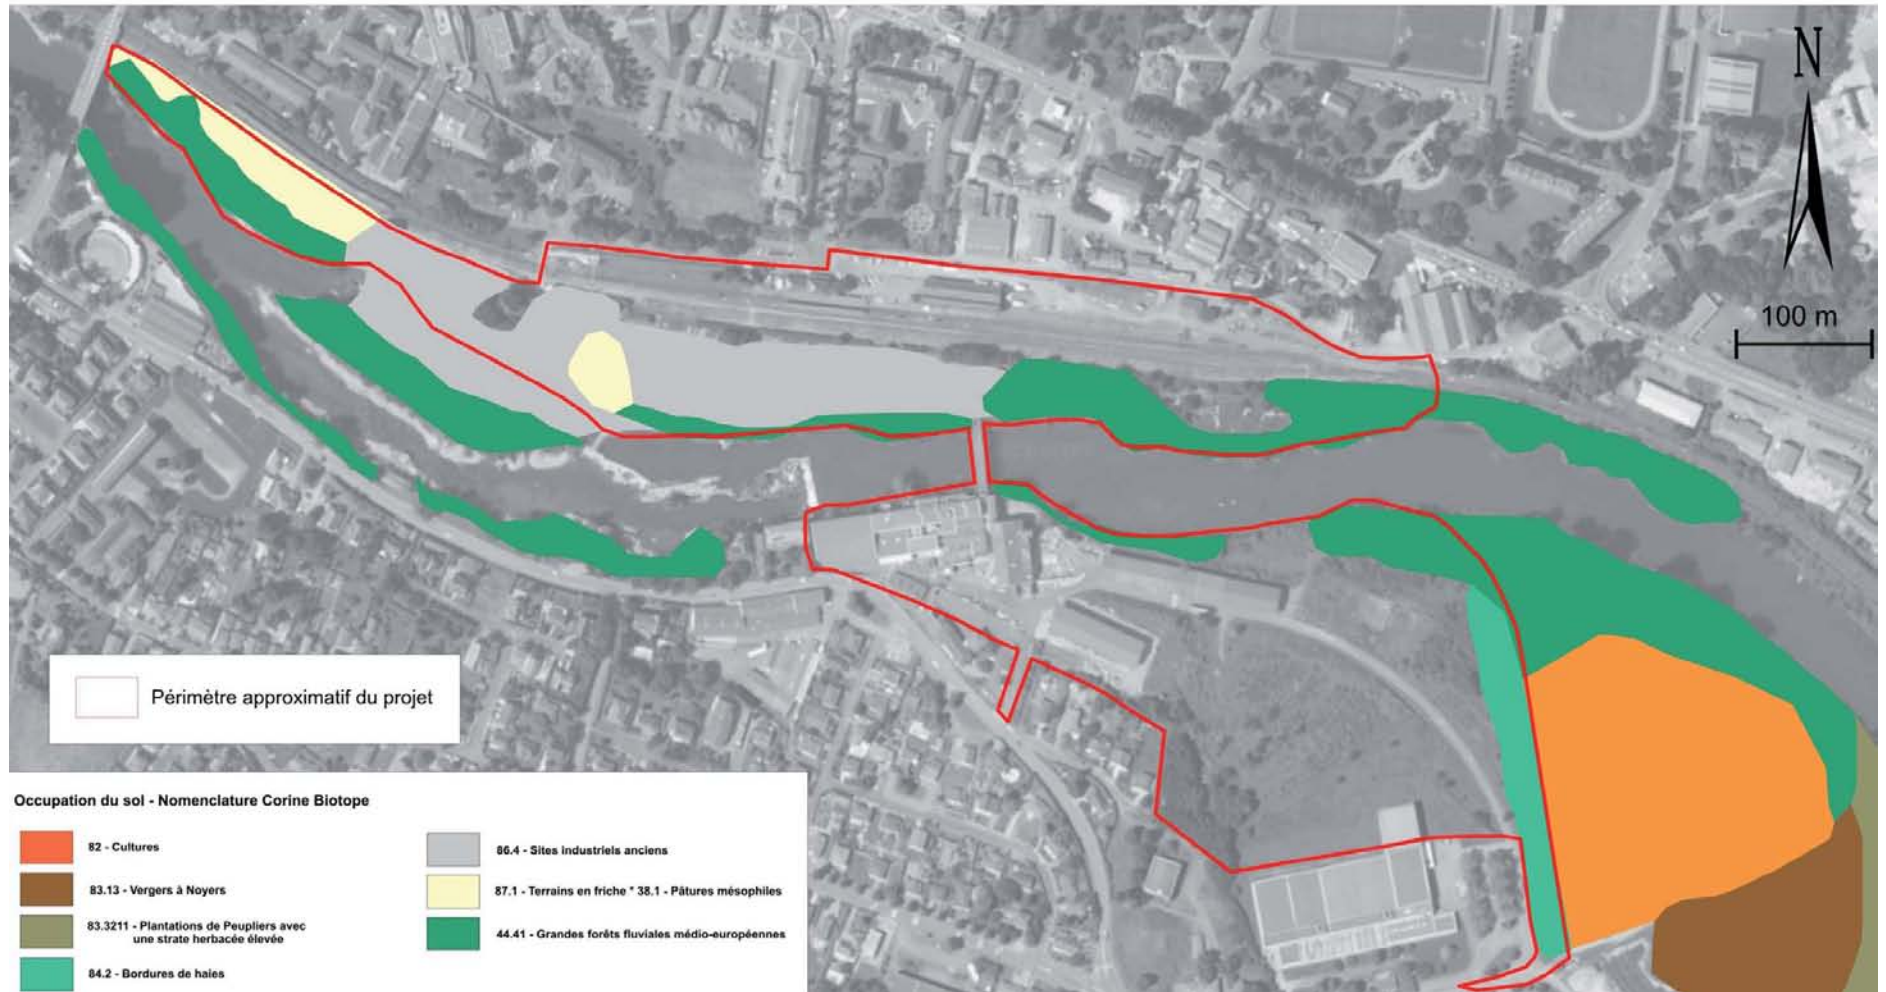 N
100 m
Périmètre approximatif du projet
Occupation du sol - Nomenclature Corine Biotope
82 - Cultures
83.13 - Vergers à Noyers
83.3211 - Plantations de Peupliers avec
une strate herbacée élevée
84.2 - Bordures de haies
86.4 - Sites industriels anciens
87.1 - Terrains en friche * 38.1 - Pâtures mésophiles
44.41 - Grandes forêts fluviales médio-européennes